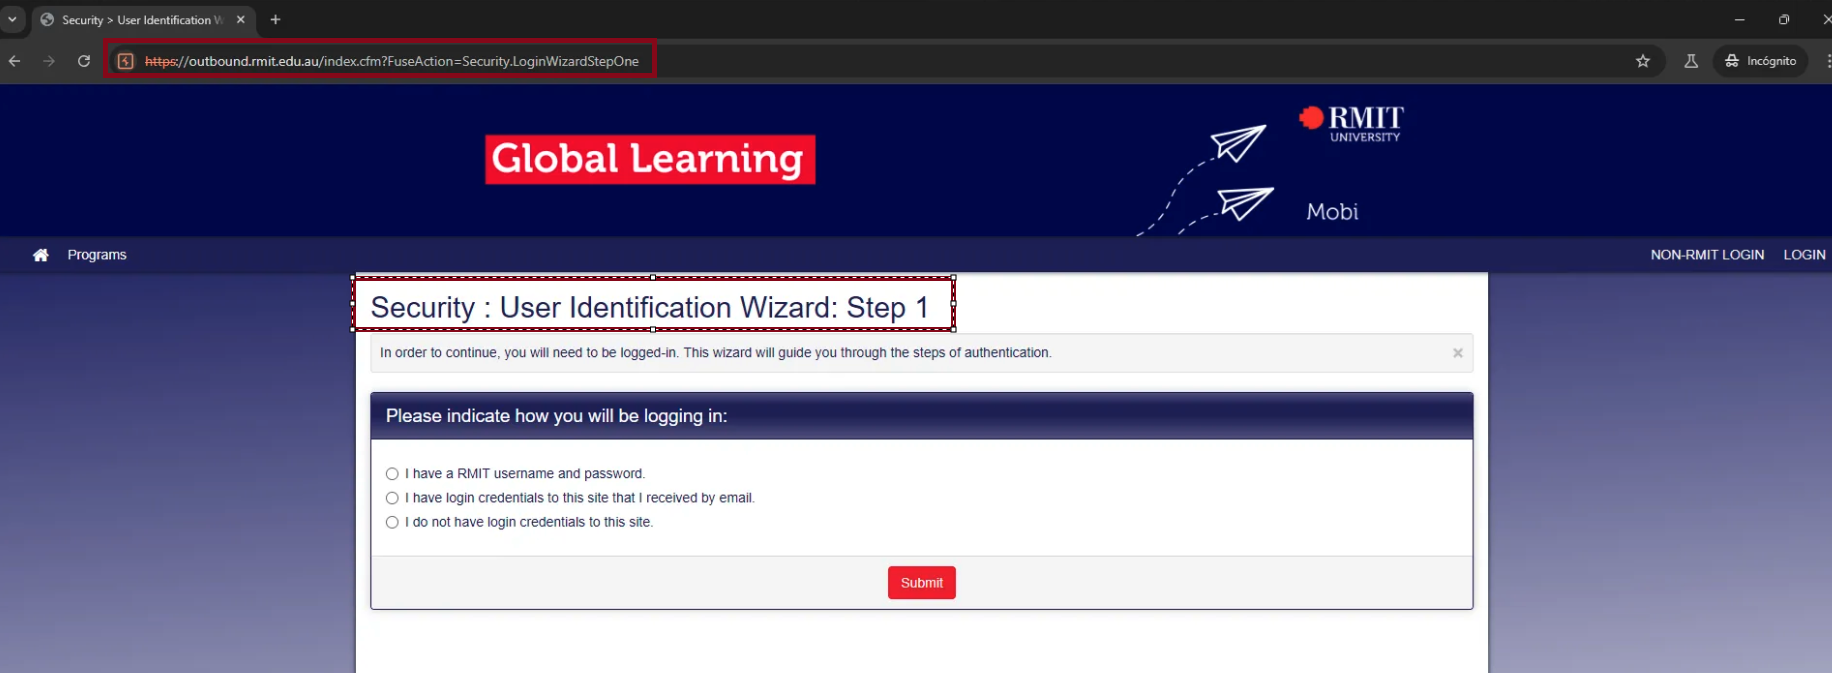 Security > User Identification W
https://outbound.rmit.edu.au/index.cfm?FuseAction=Security.LoginWizardStepOne
Incógnito
Global Learning
RMIT
UNIVERSITY
Mobi
Programs
NON-RMIT LOGIN
LOGIN
Security : User Identification Wizard: Step 1
In order to continue, you will need to be logged-in. This wizard will guide you through the steps of authentication.
Please indicate how you will be logging in:
I have a RMIT username and password.
I have login credentials to this site that I received by email.
I do not have login credentials to this site.
Submit